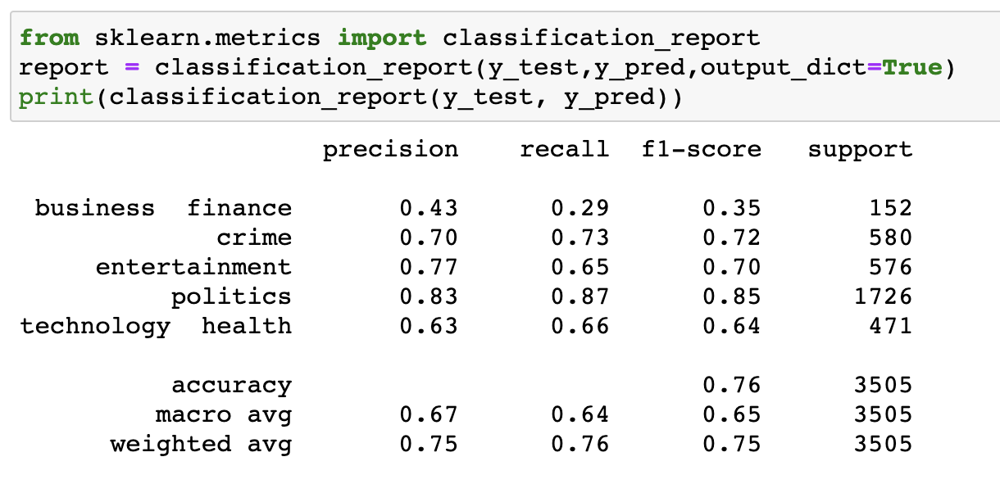 from sklearn.metrics import classification_report
report = classification_report(y_test,y_pred,output_dict=True)
print(classification_report(y_test, y_pred))
precision recall f1-score support
business finance 0.43 0.29 0.35 152
crime 0.70 0.73 0.72 580
entertainment 0.77 0.65 0.70 576
politics 0.83 0.87 0.85 1726
technology health 0.63 0.66 0.64 471
accuracy 0.76 3505
macro avg 0.67 0.64 0.65 3505
weighted avg 0.75 0.76 0.75 3505